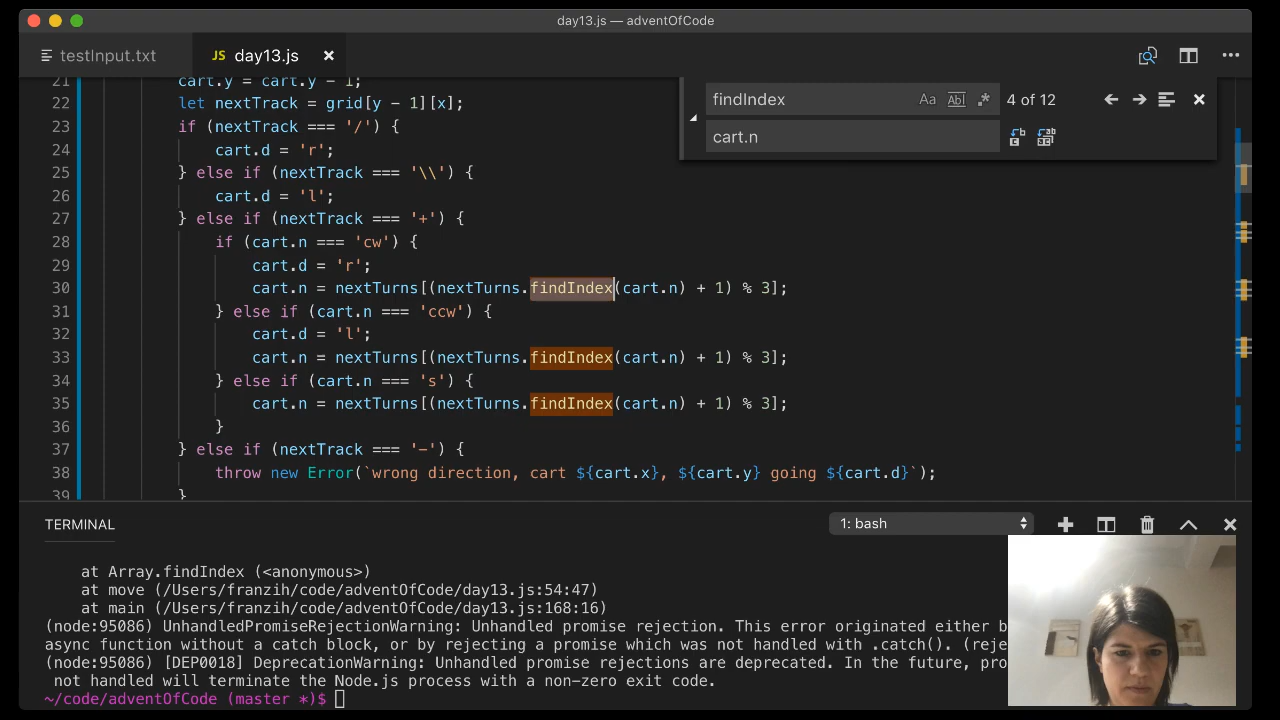 day13.js — adventOfCode
testInput.txt
JS day13.js
findIndex Aa Abl .* 4 of 12
cart.n
21 cart.y = cart.y - 1;
22 let nextTrack = grid[y - 1][x];
23 if (nextTrack === '/') {
24 cart.d = 'r';
25 } else if (nextTrack === '\\') {
26 cart.d = 'l';
27 } else if (nextTrack === '+') {
28 if (cart.n === 'cw') {
29 cart.d = 'r';
30 cart.n = nextTurns[(nextTurns.findIndex(cart.n) + 1) % 3];
31 } else if (cart.n === 'ccw') {
32 cart.d = 'l';
33 cart.n = nextTurns[(nextTurns.findIndex(cart.n) + 1) % 3];
34 } else if (cart.n === 's') {
35 cart.n = nextTurns[(nextTurns.findIndex(cart.n) + 1) % 3];
36 }
37 } else if (nextTrack === '-') {
38 throw new Error(`wrong direction, cart ${cart.x}, ${cart.y} going ${cart.d}`);
39 }
TERMINAL
1: bash
at Array.findIndex (<anonymous>)
at move (/Users/franzih/code/adventOfCode/day13.js:54:47)
at main (/Users/franzih/code/adventOfCode/day13.js:168:16)
(node:95086) UnhandledPromiseRejectionWarning: Unhandled promise rejection. This error originated either b
async function without a catch block, or by rejecting a promise which was not handled with .catch(). (reje
(node:95086) [DEP0018] DeprecationWarning: Unhandled promise rejections are deprecated. In the future, pro
not handled will terminate the Node.js process with a non-zero exit code.
~/code/adventOfCode (master *)$